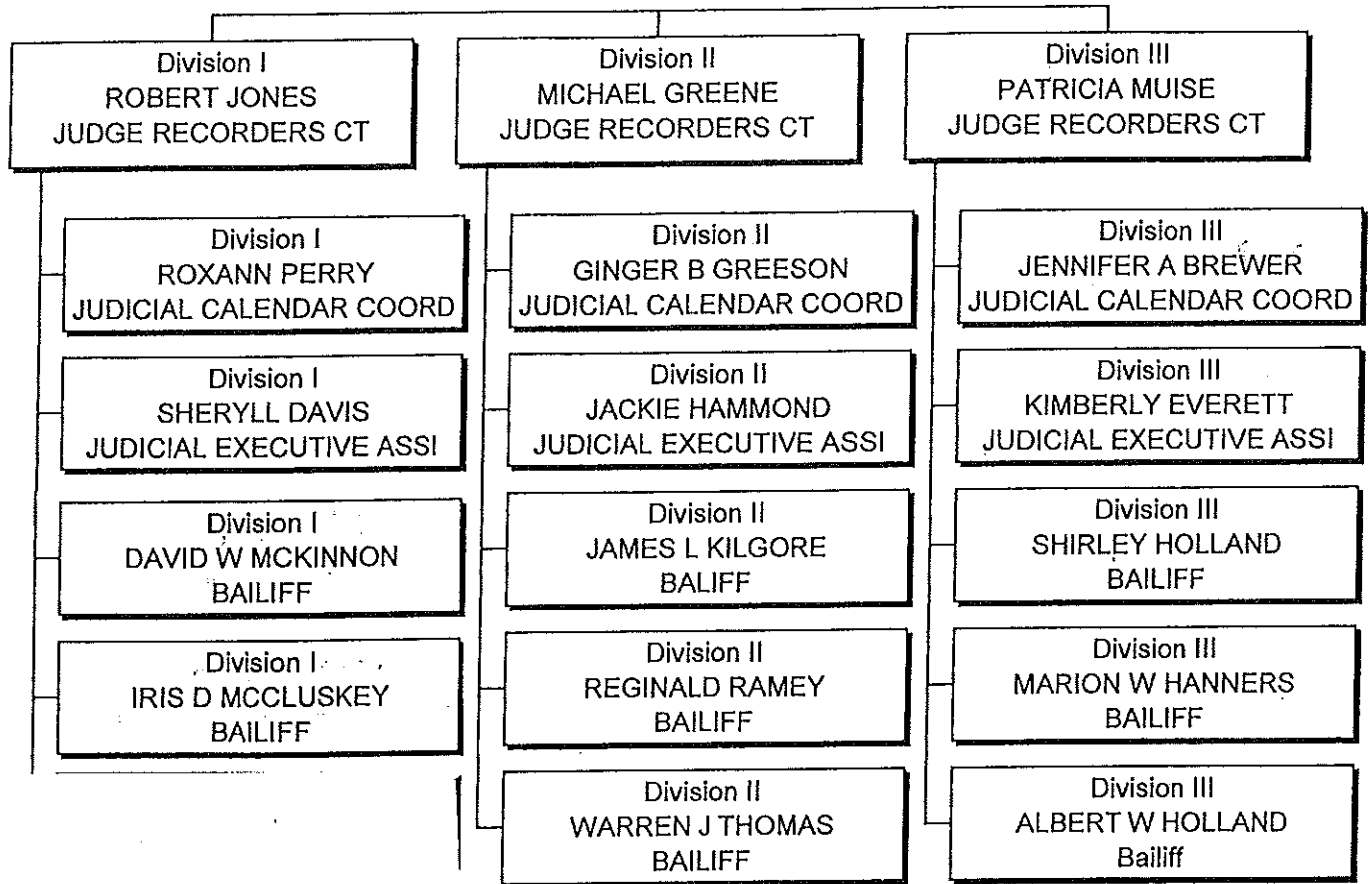 Division I
ROBERT JONES
JUDGE RECORDERS CT
Division I
ROXANN PERRY
JUDICIAL CALENDAR COORD
Division I
SHERYLL DAVIS
JUDICIAL EXECUTIVE ASSI
Division I
DAVID W MCKINNON
BAILIFF
Division I
IRIS D MCCLUSKEY
BAILIFF
Division II
MICHAEL GREENE
JUDGE RECORDERS CT
Division II
GINGER B GREESON
JUDICIAL CALENDAR COORD
Division II
JACKIE HAMMOND
JUDICIAL EXECUTIVE ASSI
Division II
JAMES L KILGORE
BALIFF
Division II
REGINALD RAMEY
BAILIFF
Division II
WARREN J THOMAS
BAILIFF
Division III
PATRICIA MUISE
JUDGE RECORDERS CT
Division III
JENNIFER A BREWER
JUDICIAL CALENDAR COORD
Division III
KIMBERLY EVERETT
JUDICIAL EXECUTIVE ASSI
Division III
SHIRLEY HOLLAND
BAILIFF
Division III
MARION W HANNERS
BAILIFF
Division III
ALBERT W HOLLAND
Bailiff